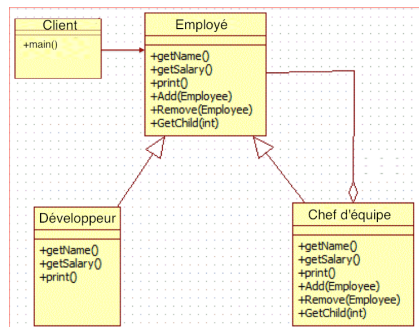 Client
+main()
Employé
+getName()
+getSalary()
+print()
+Add(Employee)
+Remove(Employee)
+GetChild(int)
Développeur
+getName()
+getSalary()
+print()
Chef d'équipe
+getName()
+getSalary()
+print()
+Add(Employee)
+Remove(Employee)
+GetChild(int)